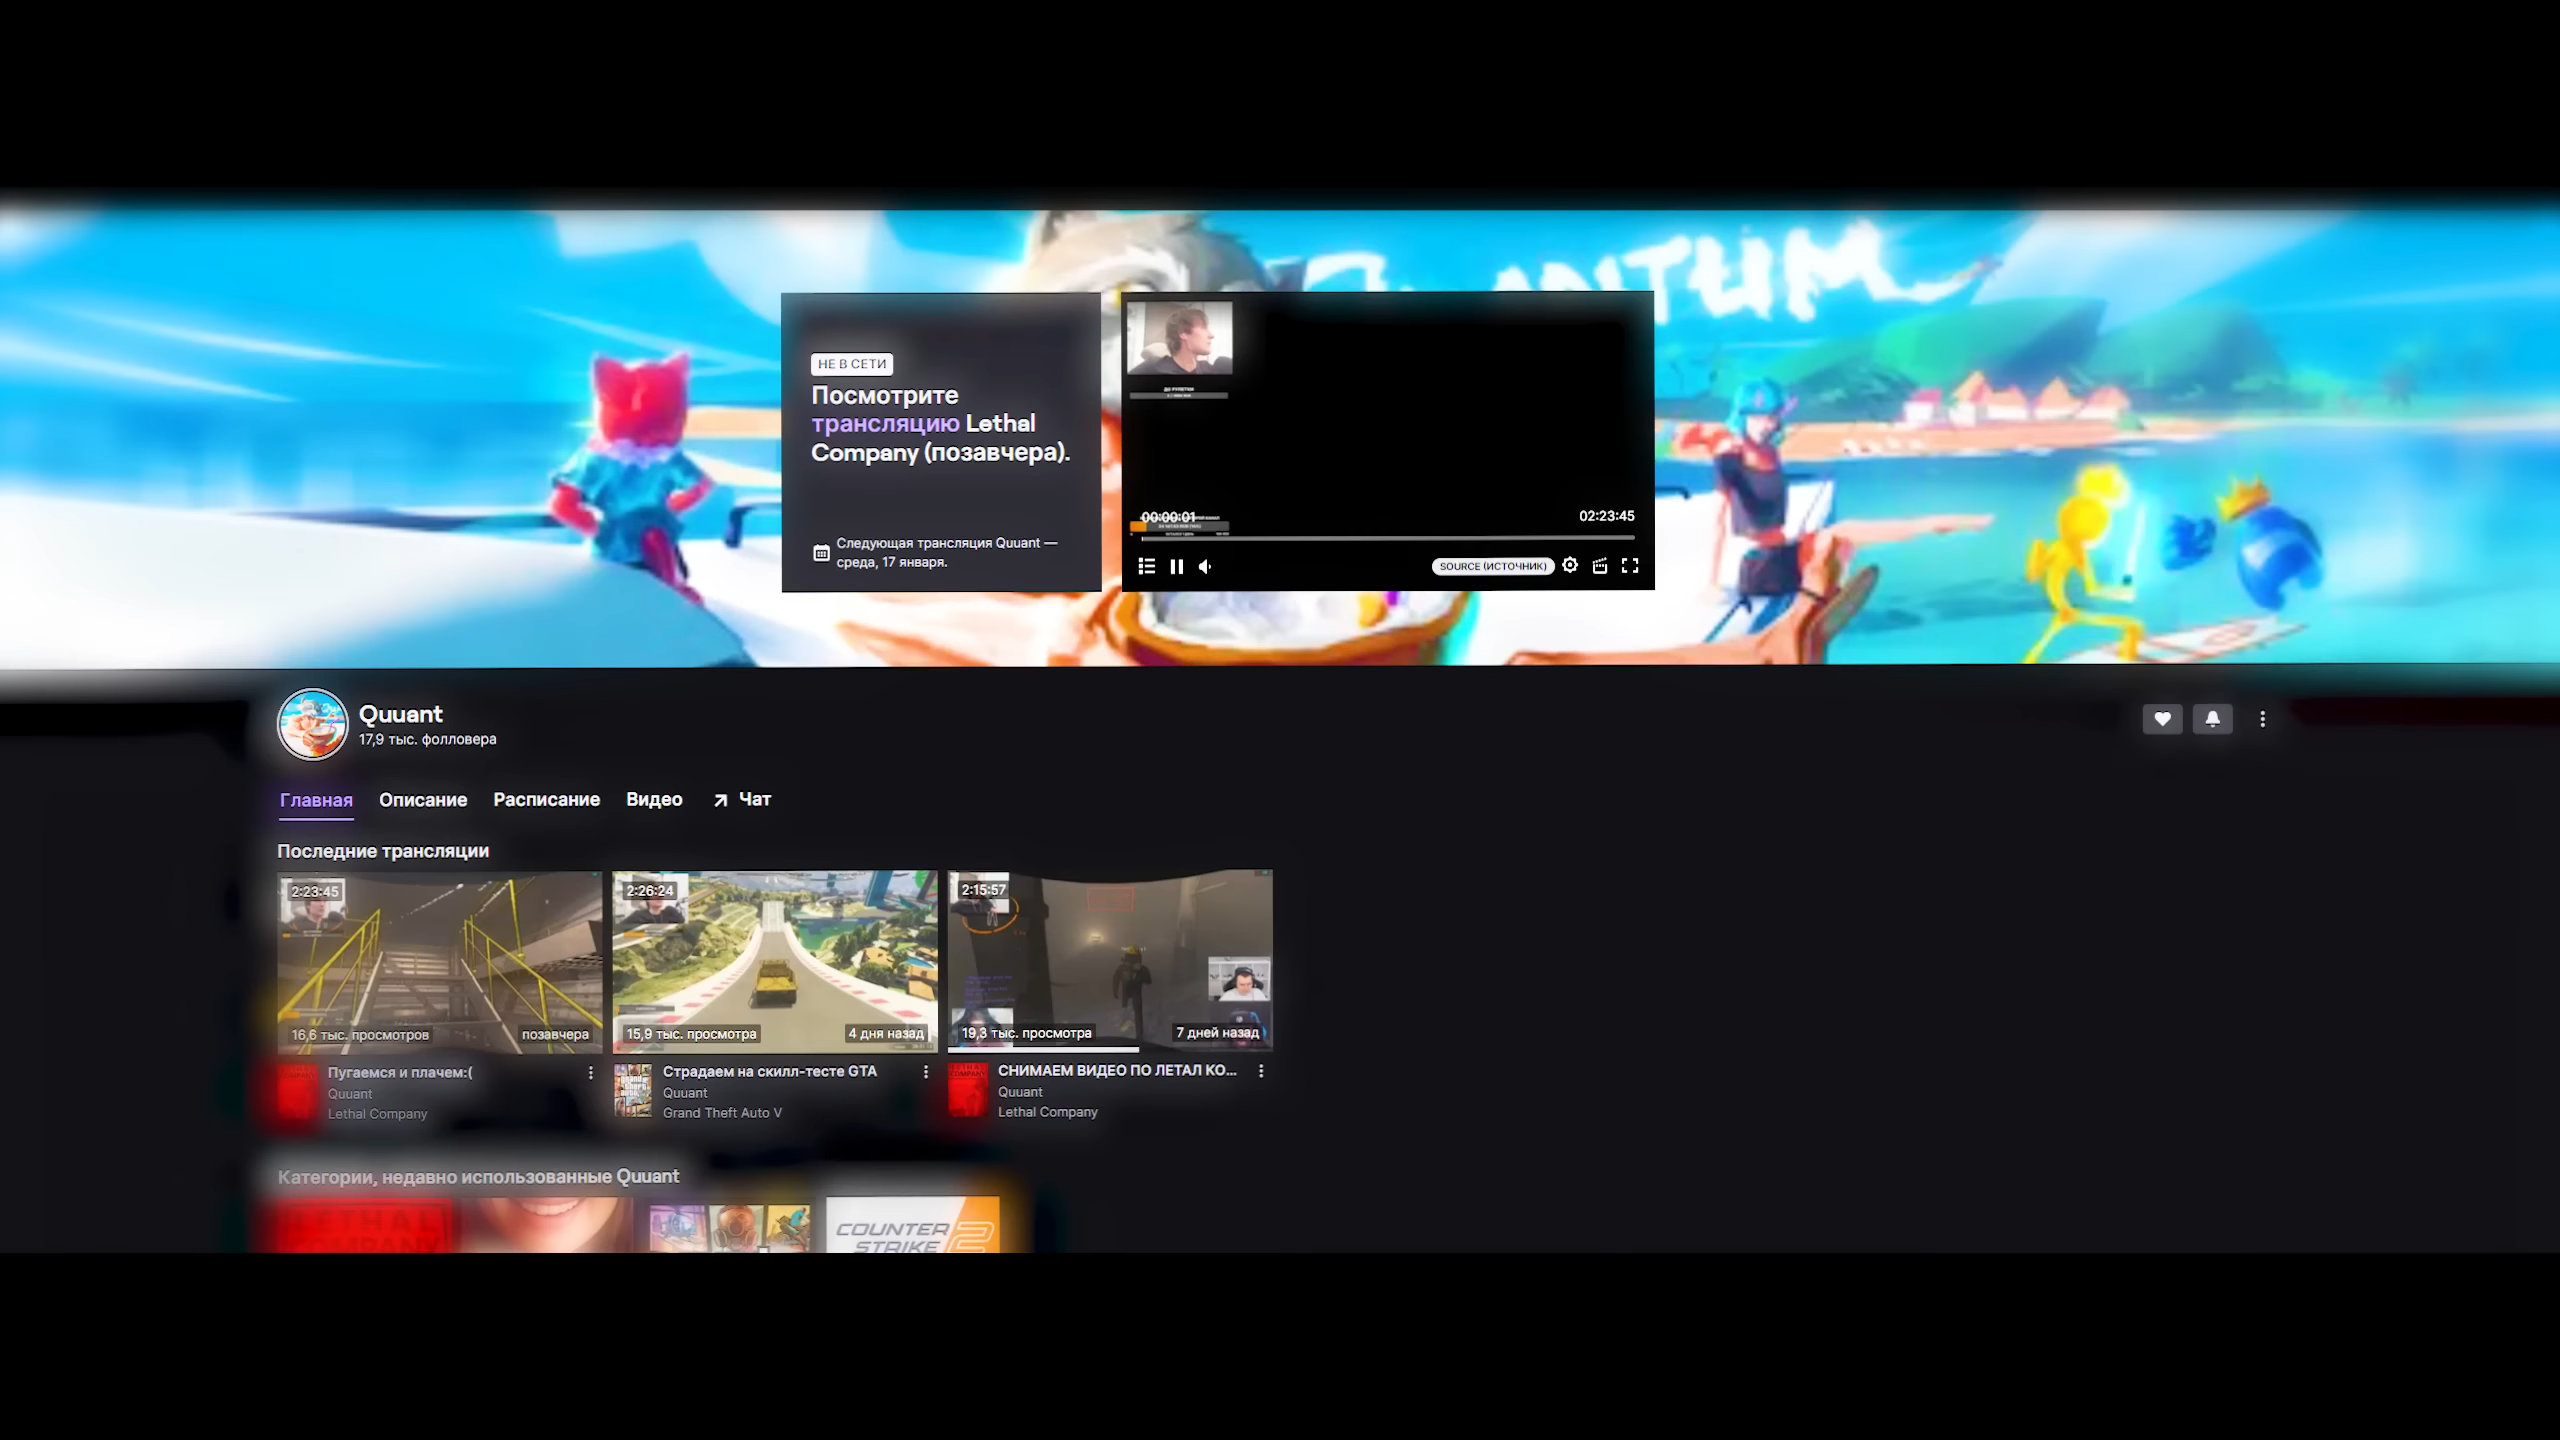 НЕ В СЕТИ
Посмотрите
трансляцию Lethal
Company (позавчера).
Следующая трансляция Quuant —
среда, 17 января.
00:00:01
02:23:45
SOURCE (ИСТОЧНИК)
Quuant
17,9 тыс. фолловера
Главная
Описание
Расписание
Видео
Чат
Последние трансляции
2:23:45
16,6 тыс. просмотров
позавчера
Пугаемся и плачем:(
Quuant
Lethal Company
2:26:24
15,9 тыс. просмотра
4 дня назад
Страдаем на скилл-тесте GTA
Quuant
Grand Theft Auto V
2:15:57
19,3 тыс. просмотра
7 дней назад
СНИМАЕМ ВИДЕО ПО ЛЕТАЛ КО...
Quuant
Lethal Company
Категории, недавно использованные Quuant
LETHAL
COMPANY
COUNTER
STRIKE 2